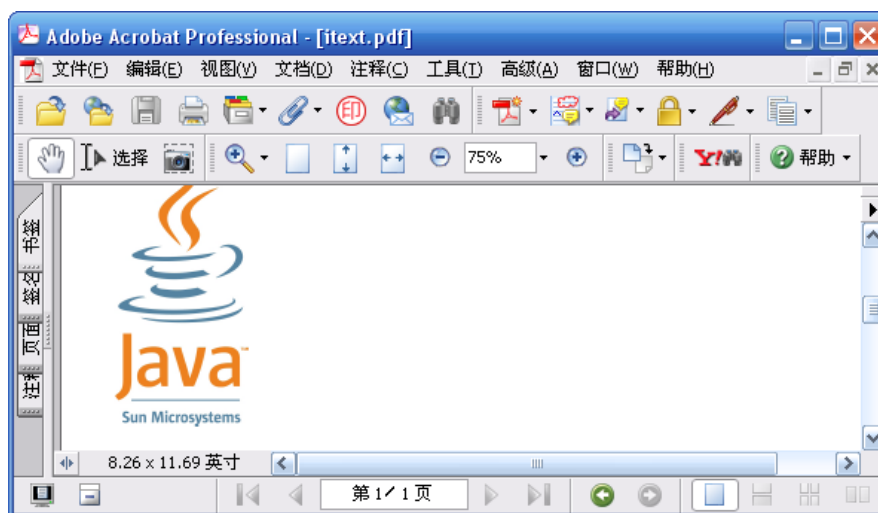 Adobe Acrobat Professional - [itext.pdf]
文件(F) 编辑(E) 视图(V) 文档(D) 注释(C) 工具(T) 高级(A) 窗口(W) 帮助(H)
印
选择 75% Y! 帮助
书签
签名
页面
注释
Java™
Sun Microsystems
8.26 x 11.69 英寸
第 1/ 1 页